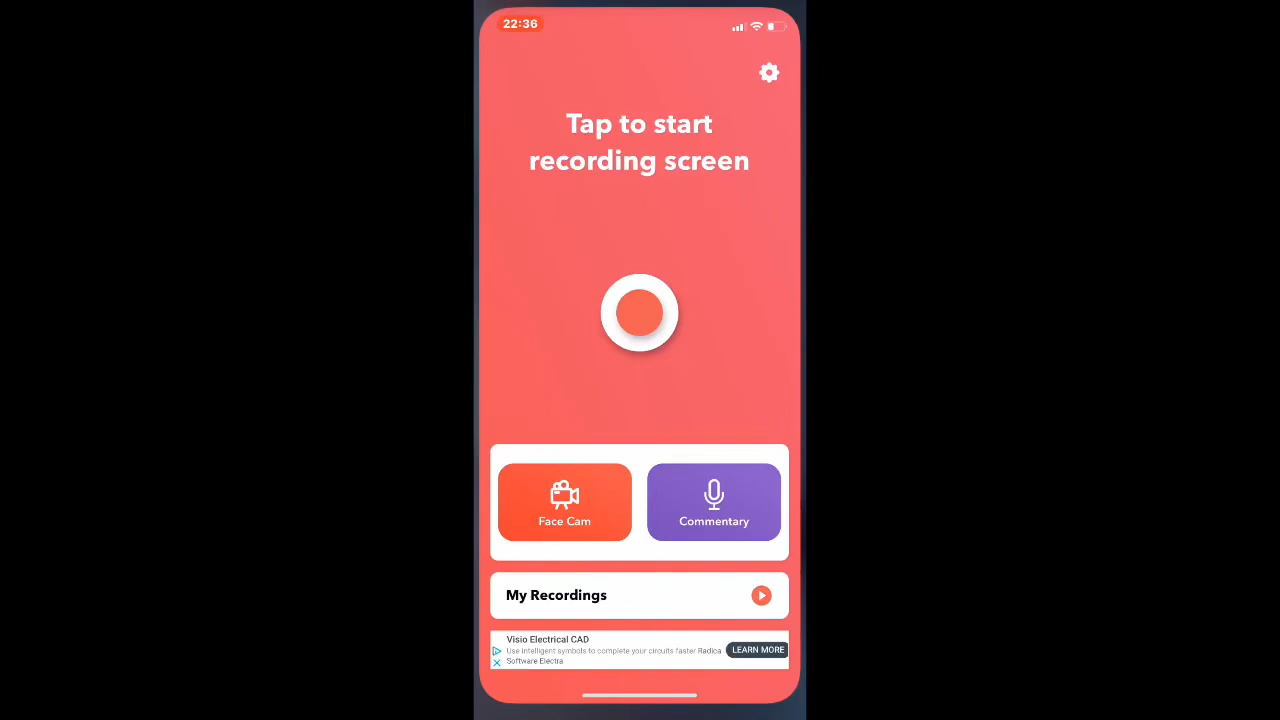 22:36
Tap to start
recording screen
Face Cam
Commentary
My Recordings
Visio Electrical CAD
Use intelligent symbols to complete your circuits faster Radica
Software Electra
LEARN MORE